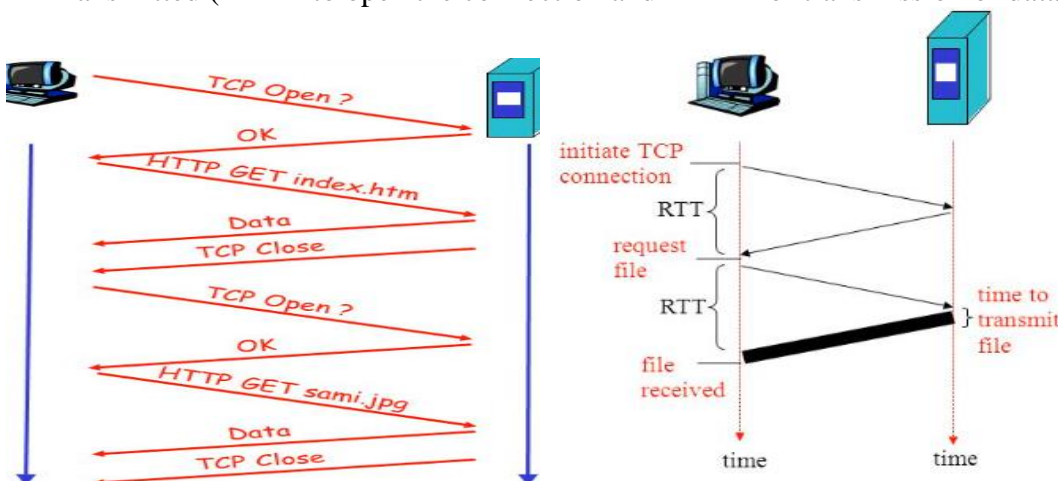 TCP Open ?
OK
HTTP GET index.htm
Data
TCP Close
TCP Open ?
OK
HTTP GET sami.jpg
Data
TCP Close
initiate TCP
connection
RTT
request
file
RTT
time to
transmit
file
file
received
time
time